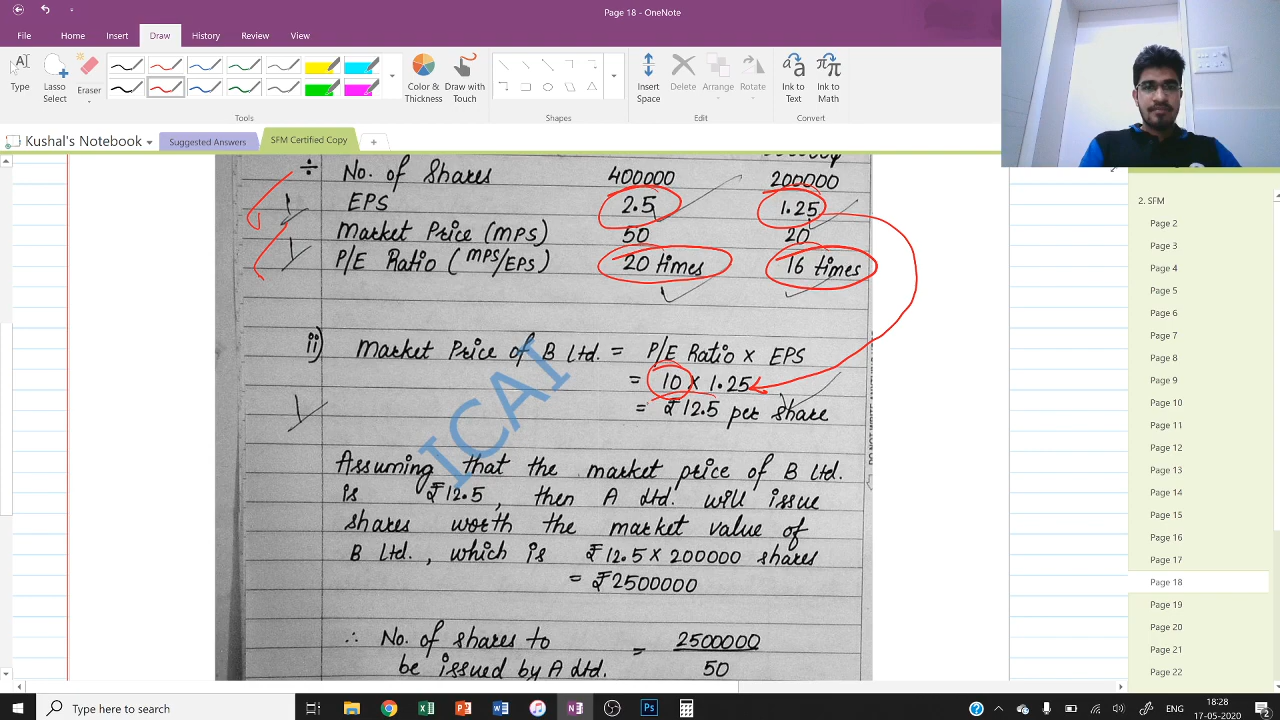 Page 18 - OneNote
File Home Insert Draw History Review View
Type
Lasso Select
Eraser
Color & Thickness
Draw with Touch
Insert Space
Delete
Arrange
Rotate
Ink to Text
Ink to Math
Tools Shapes Edit Convert
Kushal's Notebook Suggested Answers SFM Certified Copy +
÷ No. of Shares 400000 200000
EPS 2.5 1.25
Market Price (MPS) 50 20
P/E Ratio (MPS/EPS) 20 times 16 times
ii) Market Price of B Ltd. = P/E Ratio x EPS
= 10 x 1.25
= ₹12.5 per share
ICAI
Assuming that the market price of B Ltd.
is ₹12.5, then A Ltd. will issue
shares worth the market value of
B Ltd., which is ₹12.5 x 200000 shares
= ₹2500000
∴ No. of shares to = 2500000
be issued by A Ltd. 50
2. SFM
Page 2
Page 3
Page 4
Page 5
Page 6
Page 7
Page 8
Page 9
Page 10
Page 11
Page 12
Page 13
Page 14
Page 15
Page 16
Page 17
Page 18
Page 19
Page 20
Page 21
Page 22
Type here to search
18:28
17-05-2020